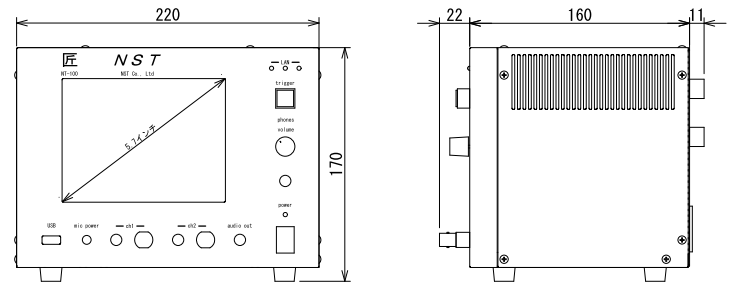 220
22
160
11
匠
NST
LAN
NT-100
NST Co., Ltd
trigger
phones
volume
5.7インチ
170
power
USB
mic power
ch1
ch2
audio out